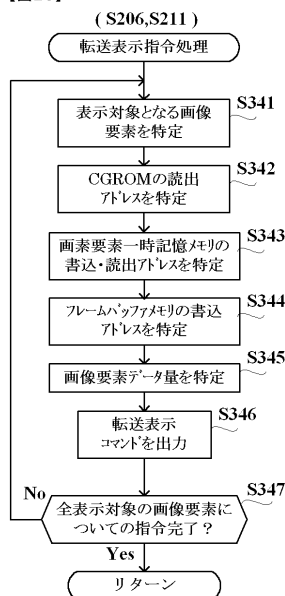 ( S206,S211 )
転送表示指令処理
表示対象となる画像
要素を特定
S341
CGROMの読出
アドレスを特定
S342
画素要素一時記憶メモリの
書込・読出アドレスを特定
S343
フレームバッファメモリの書込
アドレスを特定
S344
画像要素データ量を特定
S345
転送表示
コマンドを出力
S346
全表示対象の画像要素に
ついての指令完了？
S347
No
Yes
リターン